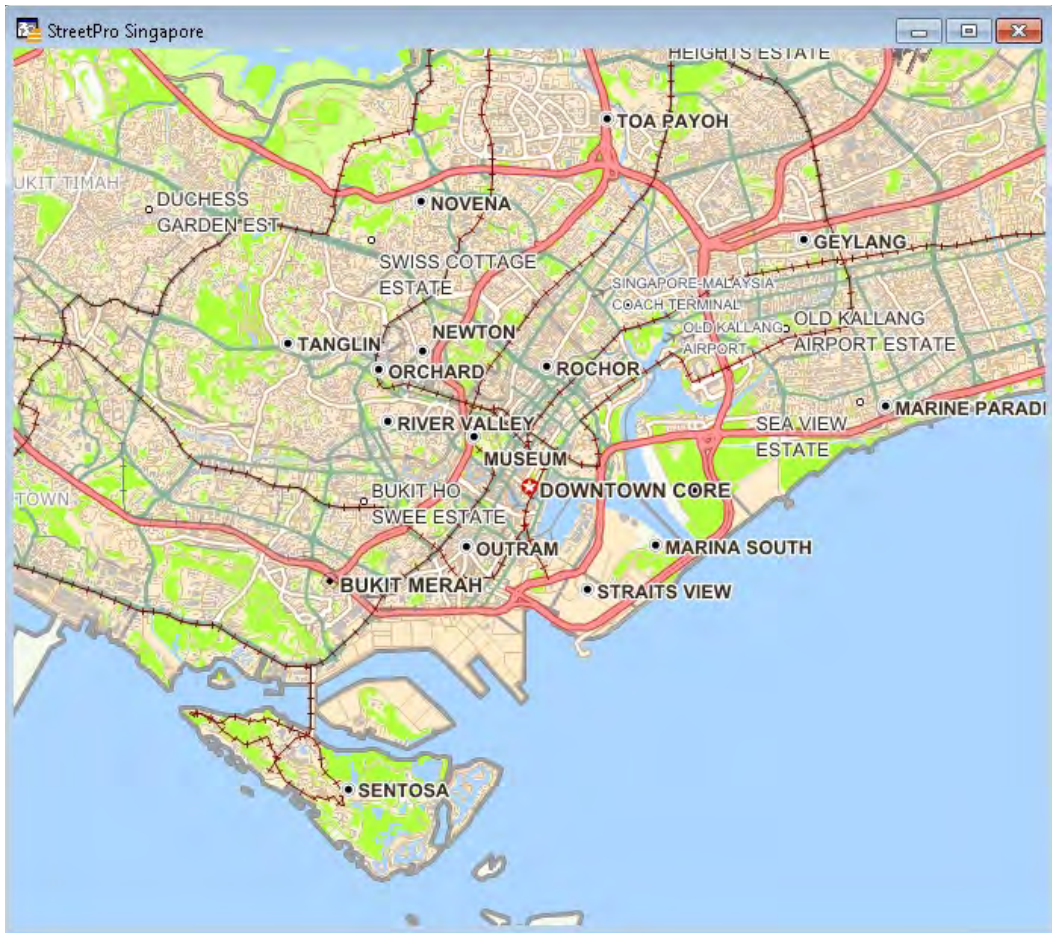 StreetPro Singapore
HEIGHTS ESTATE
TOA PAYOH
UKIT TIMAH
DUCHESS
GARDEN EST
NOVENA
GEYLANG
SWISS COTTAGE
ESTATE
SINGAPORE-MALAYSIA
COACH TERMINAL
OLD KALLANG
AIRPORT
OLD KALLANG
AIRPORT ESTATE
NEWTON
TANGLIN
ORCHARD
ROCHOR
MARINE PARADI
RIVER VALLEY
SEA VIEW
ESTATE
MUSEUM
BUKIT HO
SWEE ESTATE
DOWNTOWN CORE
TOWN
OUTRAM
MARINA SOUTH
BUKIT MERAH
STRAITS VIEW
SENTOSA